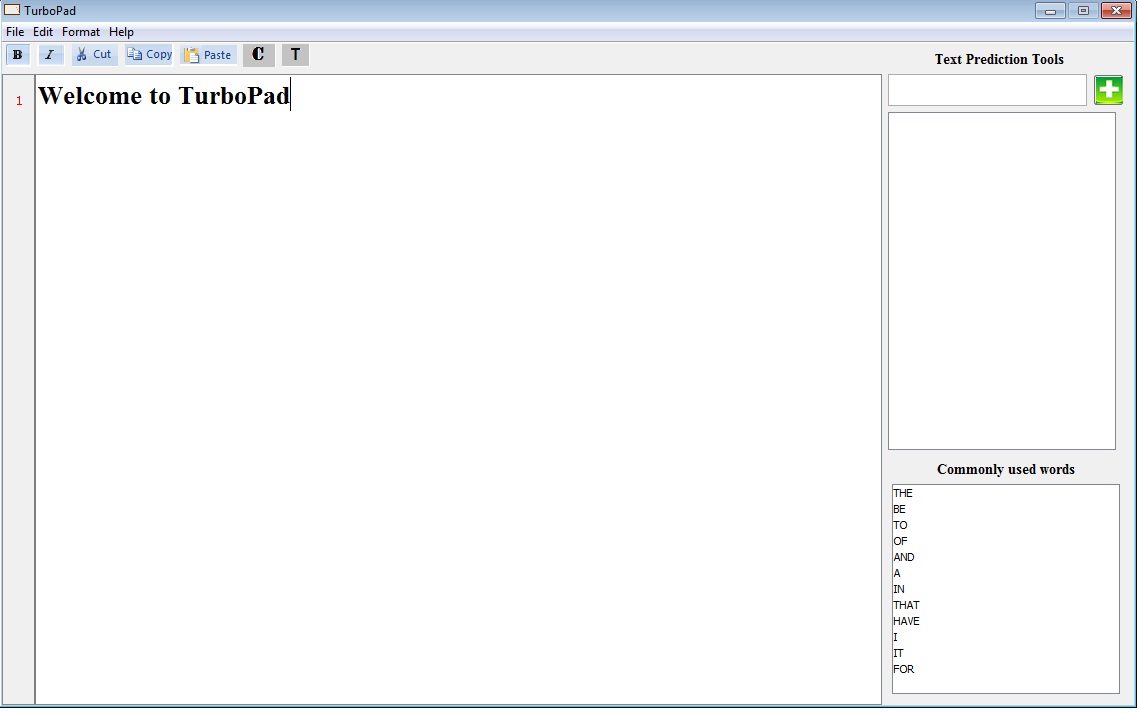 TurboPad
File Edit Format Help
B I Cut Copy Paste C T
Text Prediction Tools
1 Welcome to TurboPad
Commonly used words
THE
BE
TO
OF
AND
A
IN
THAT
HAVE
I
IT
FOR